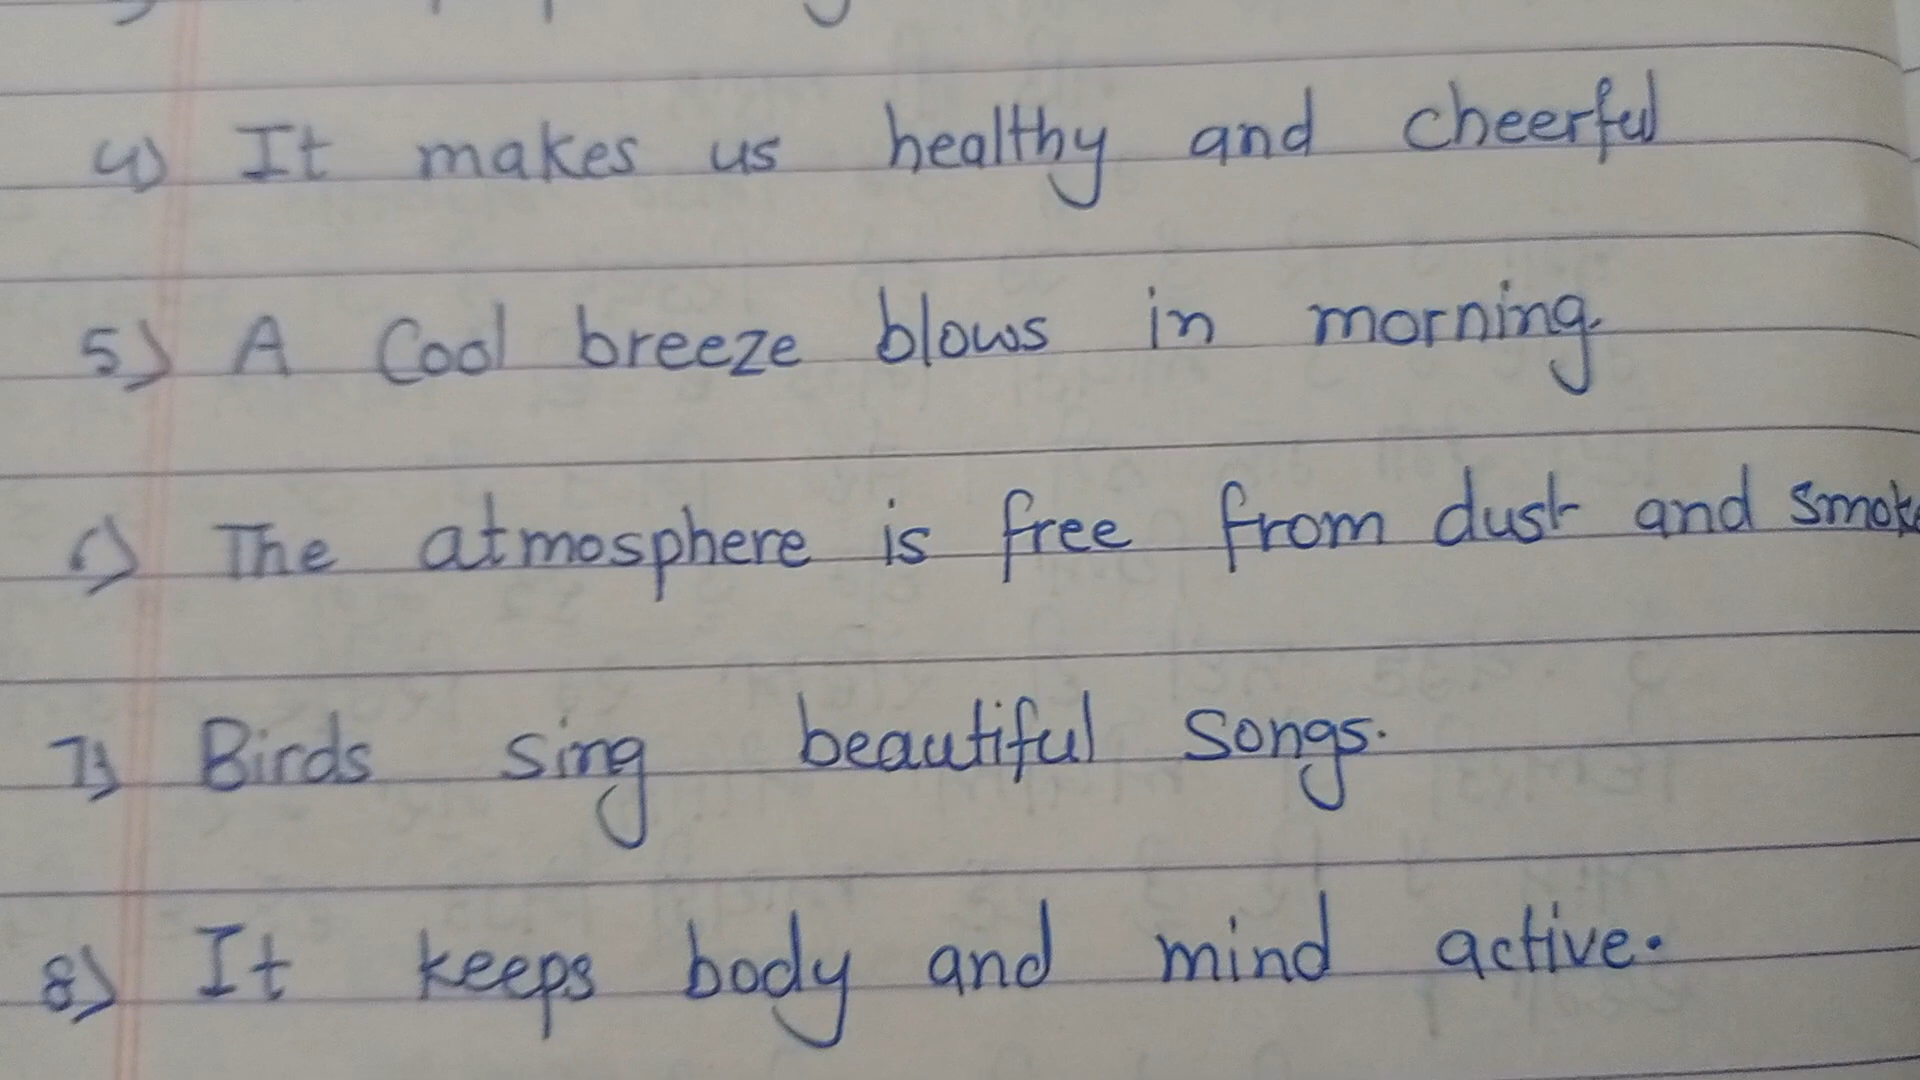 4) It makes us healthy and cheerful
5) A Cool breeze blows in morning.
6) The atmosphere is free from dust and smoke
7) Birds sing beautiful songs.
8) It keeps body and mind active.